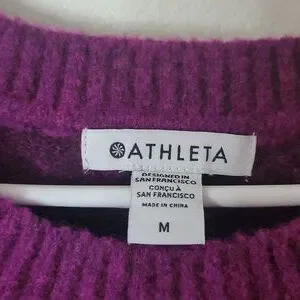 ATHLETA
DESIGNED IN
SAN FRANCISCO
CONÇU À
SAN FRANCISCO
MADE IN CHINA
M